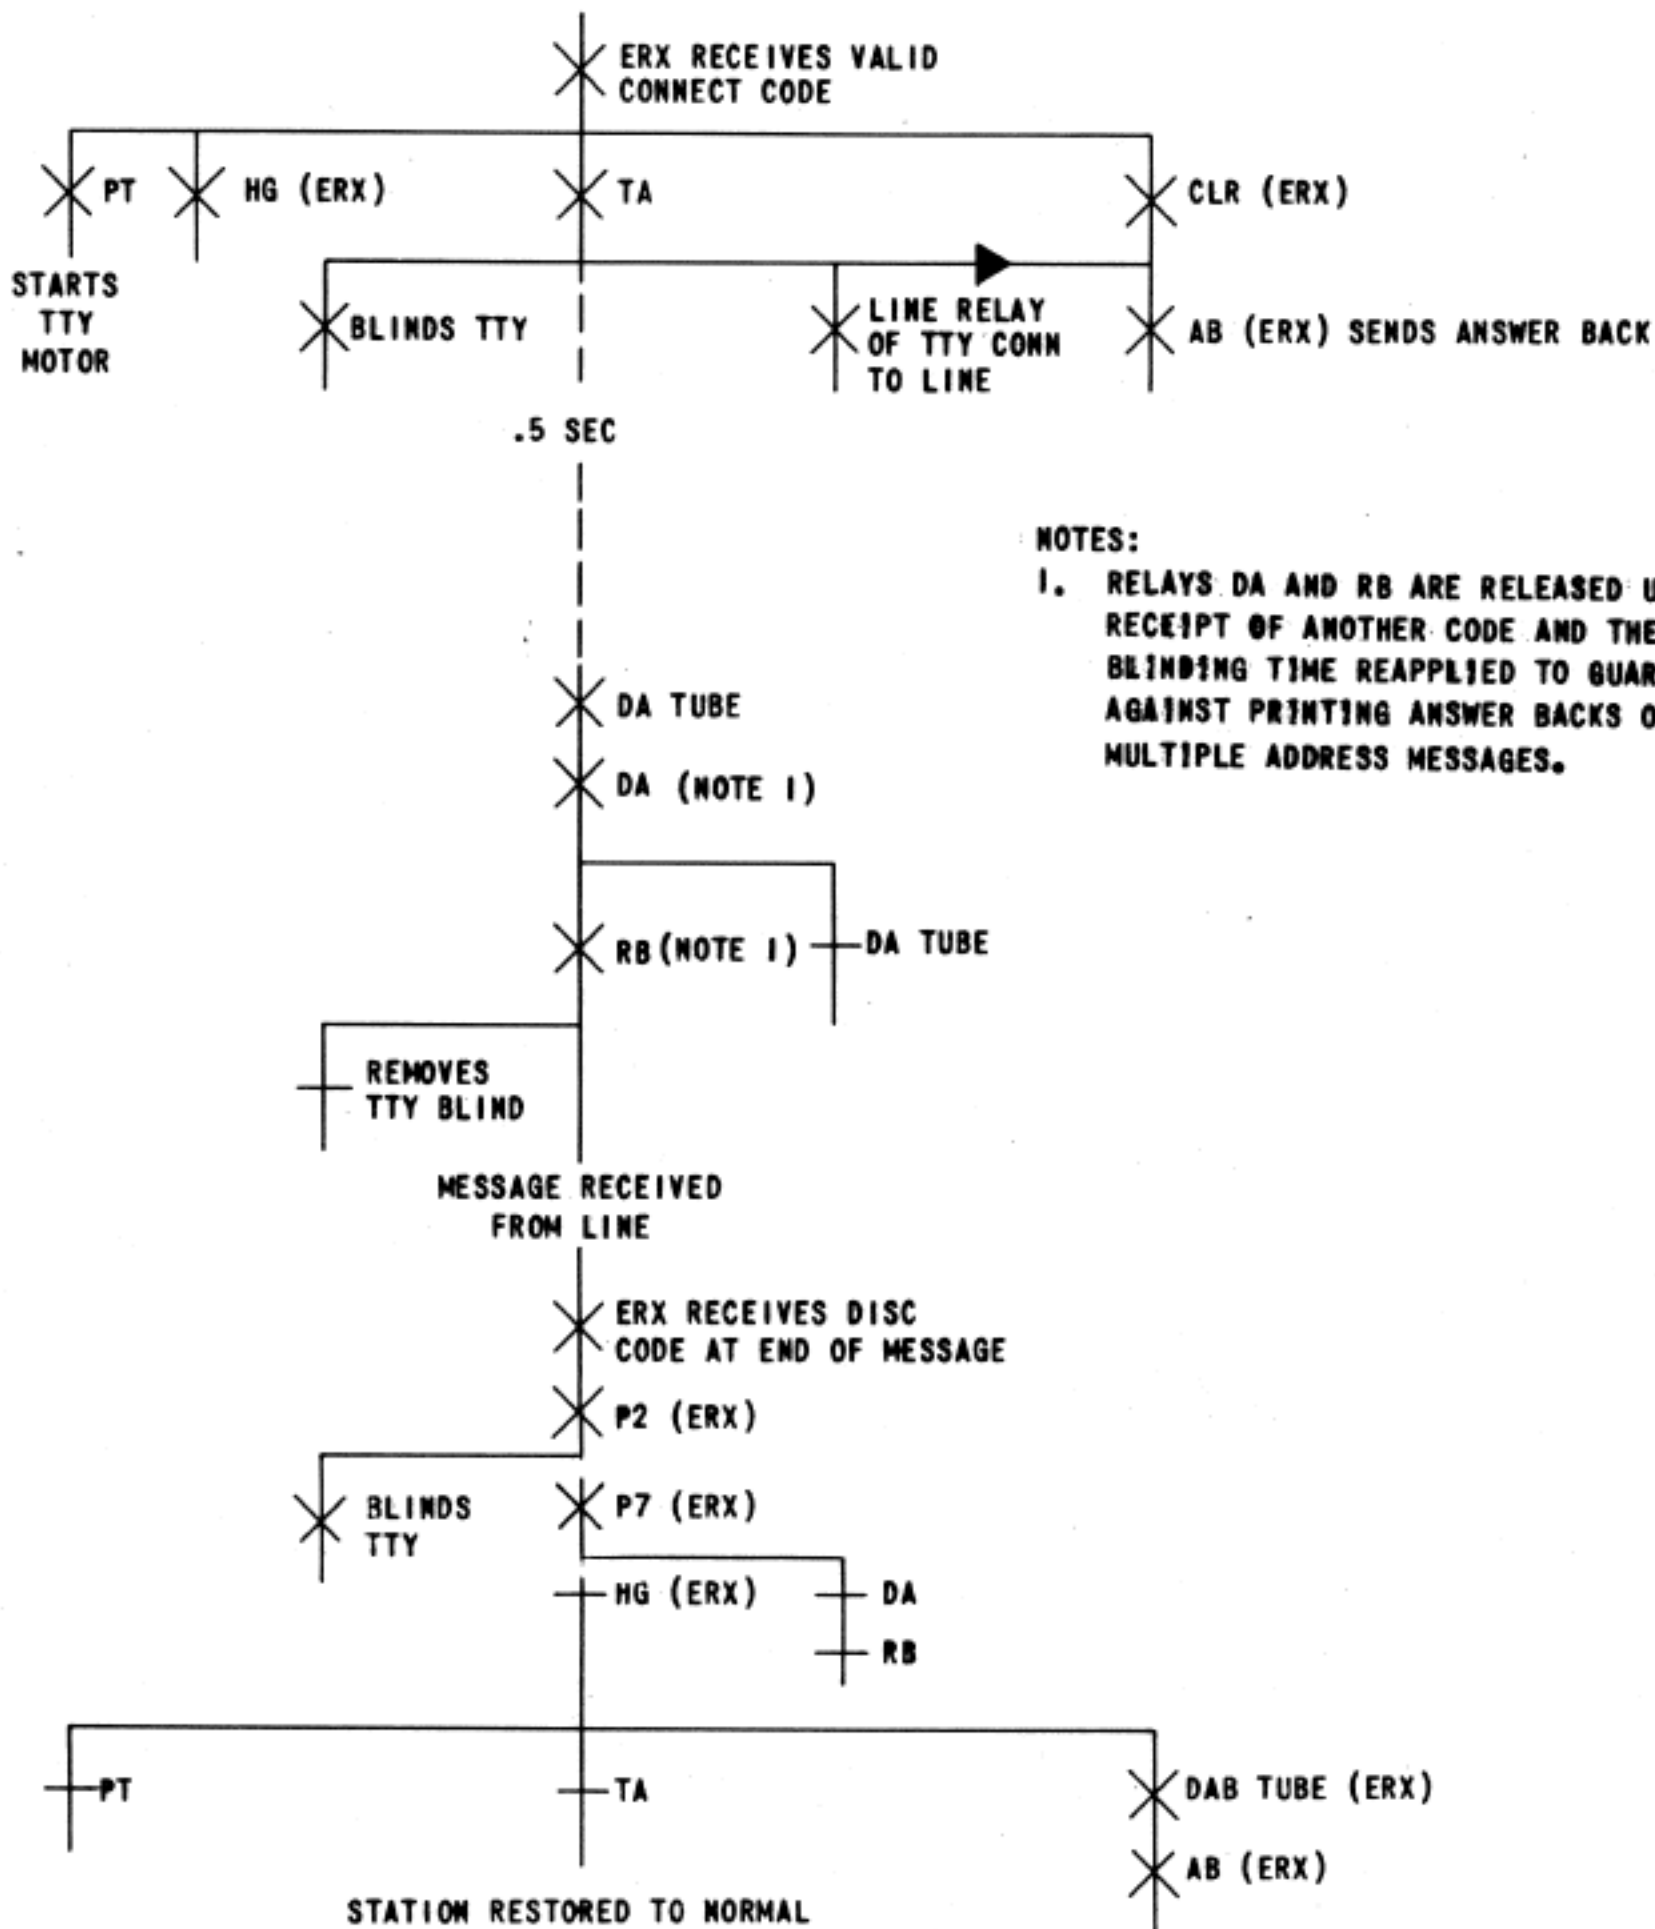 ERX RECEIVES VALID
CONNECT CODE
PT
HG (ERX)
TA
CLR (ERX)
STARTS
TTY
MOTOR
BLINDS TTY
LINE RELAY
OF TTY CONN
TO LINE
AB (ERX) SENDS ANSWER BACK
.5 SEC
NOTES:
1. RELAYS DA AND RB ARE RELEASED U
RECEIPT OF ANOTHER CODE AND THE
BLINDING TIME REAPPLIED TO GUAR
AGAINST PRINTING ANSWER BACKS O
MULTIPLE ADDRESS MESSAGES.
DA TUBE
DA (NOTE 1)
RB (NOTE 1)
DA TUBE
REMOVES
TTY BLIND
MESSAGE RECEIVED
FROM LINE
ERX RECEIVES DISC
CODE AT END OF MESSAGE
P2 (ERX)
BLINDS
TTY
P7 (ERX)
HG (ERX)
DA
RB
PT
TA
DAB TUBE (ERX)
AB (ERX)
STATION RESTORED TO NORMAL